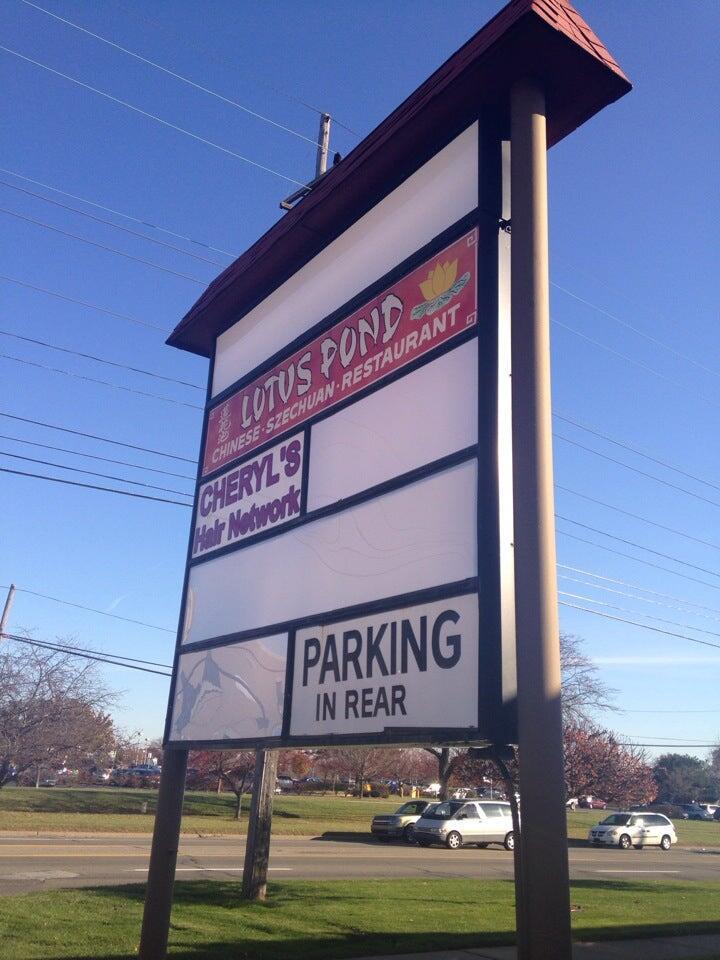 LOTUS POND
CHINESE·SZECHUAN·RESTAURANT
CHERYL'S
Hair Network
PARKING
IN REAR